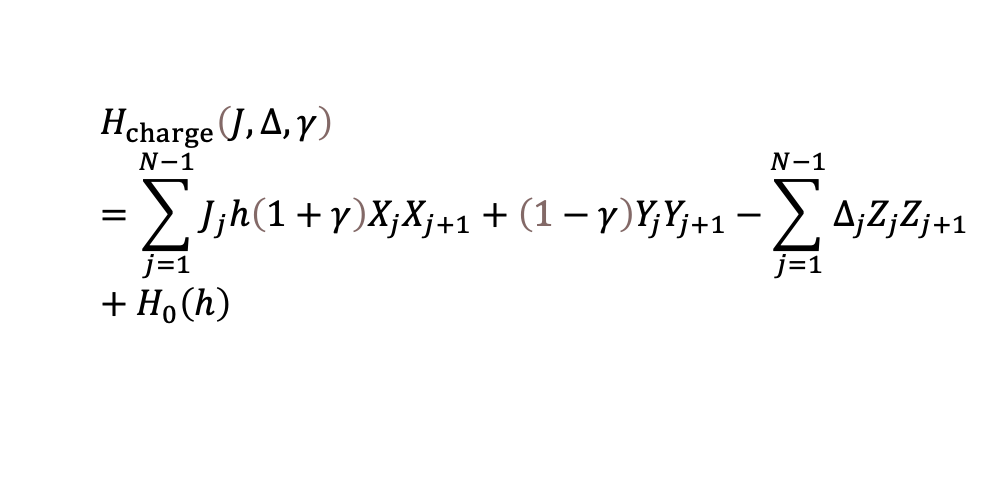 H_charge(J, Δ, γ)
= ∑_{j=1}^{N−1} J_j h(1 + γ)X_j X_{j+1} + (1 − γ)Y_j Y_{j+1} − ∑_{j=1}^{N−1} Δ_j Z_j Z_{j+1}
+ H_0(h)